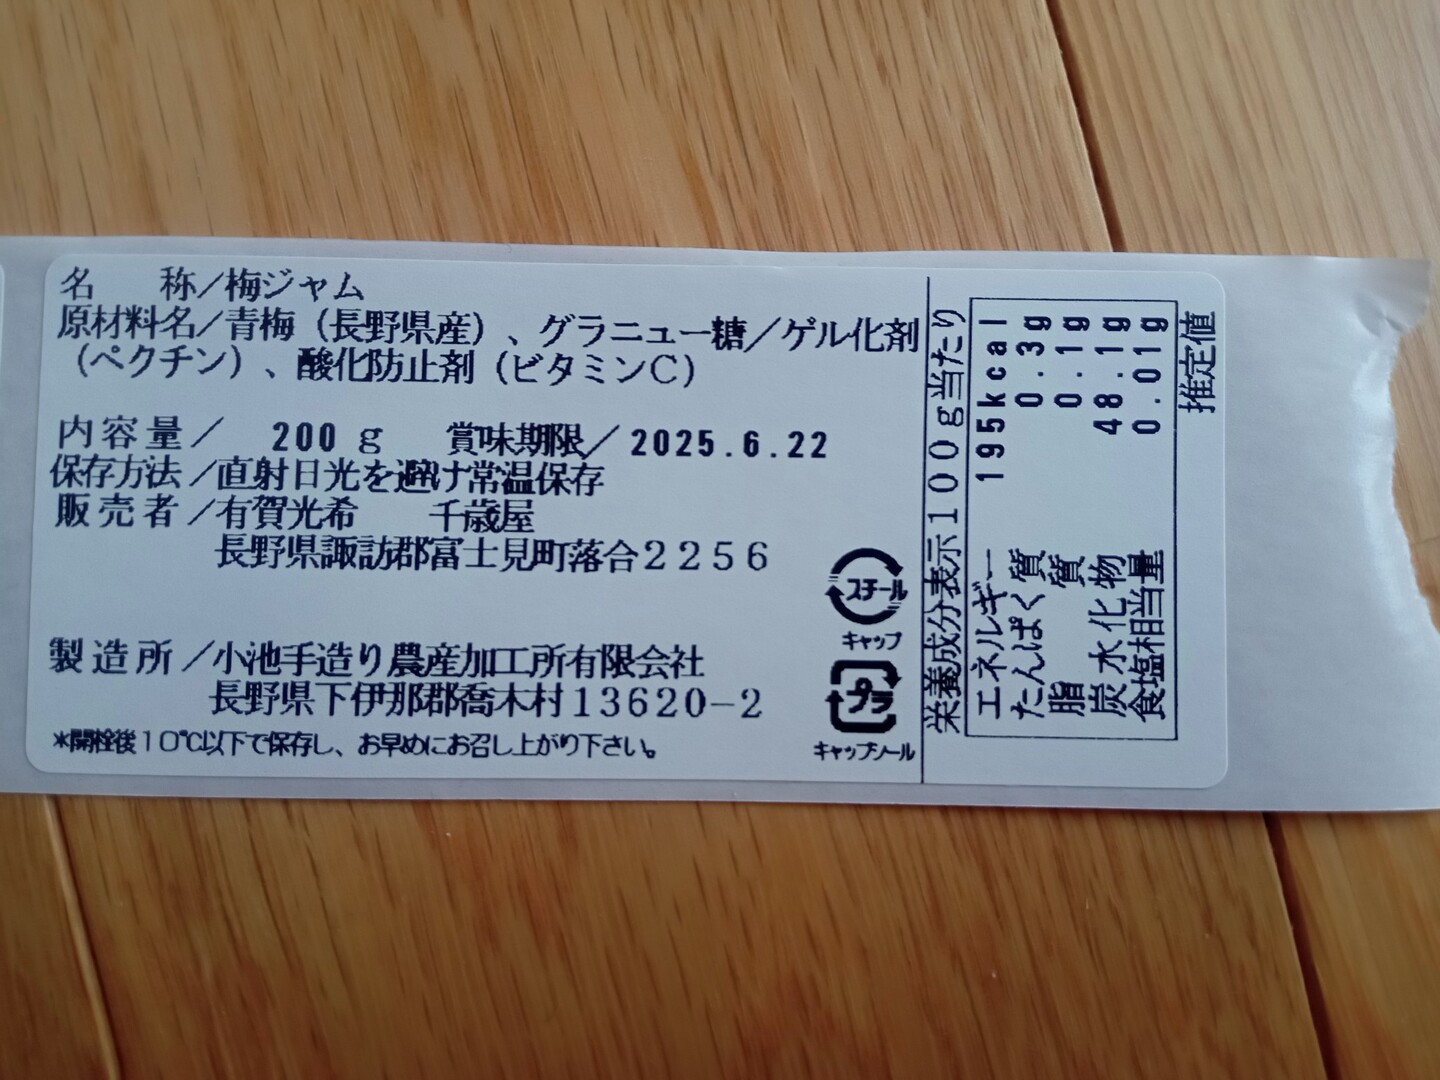 名　称／梅ジャム
原材料名／青梅（長野県産）、グラニュー糖／ゲル化剤
（ペクチン）、酸化防止剤（ビタミンC）
内容量／ 200ｇ 賞味期限／2025.6.22
保存方法／直射日光を避け常温保存
販売者／有賀光希　千歳屋
長野県諏訪郡富士見町落合２２５６
製造所／小池手造り農産加工所有限会社
長野県下伊那郡喬木村１３６２０−２
*開栓後１０℃以下で保存し、お早めにお召し上がり下さい。
スチール
キャップ
プラ
キャップシール
栄養成分表示１００ｇ当たり
エネルギー 195kcal
たんぱく質 0.3g
脂質 0.1g
炭水化物 48.1g
食塩相当量 0.01g
推定値